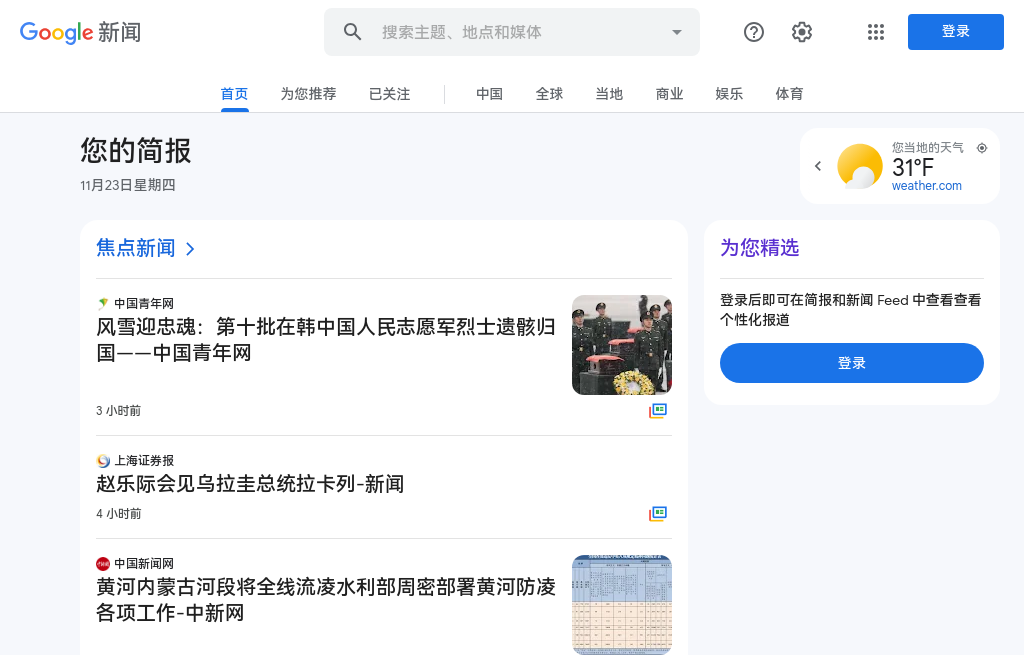 Google 新闻
搜索主题、地点和媒体
登录
首页
为您推荐
已关注
中国
全球
当地
商业
娱乐
体育
您的简报
11月23日星期四
您当地的天气
31°F
weather.com
焦点新闻
中国青年网
风雪迎忠魂：第十批在韩中国人民志愿军烈士遗骸归
国——中国青年网
3 小时前
上海证券报
赵乐际会见乌拉圭总统拉卡列-新闻
4 小时前
中国新闻网
黄河内蒙古河段将全线流凌水利部周密部署黄河防凌
各项工作-中新网
为您精选
登录后即可在简报和新闻 Feed 中查看查看
个性化报道
登录